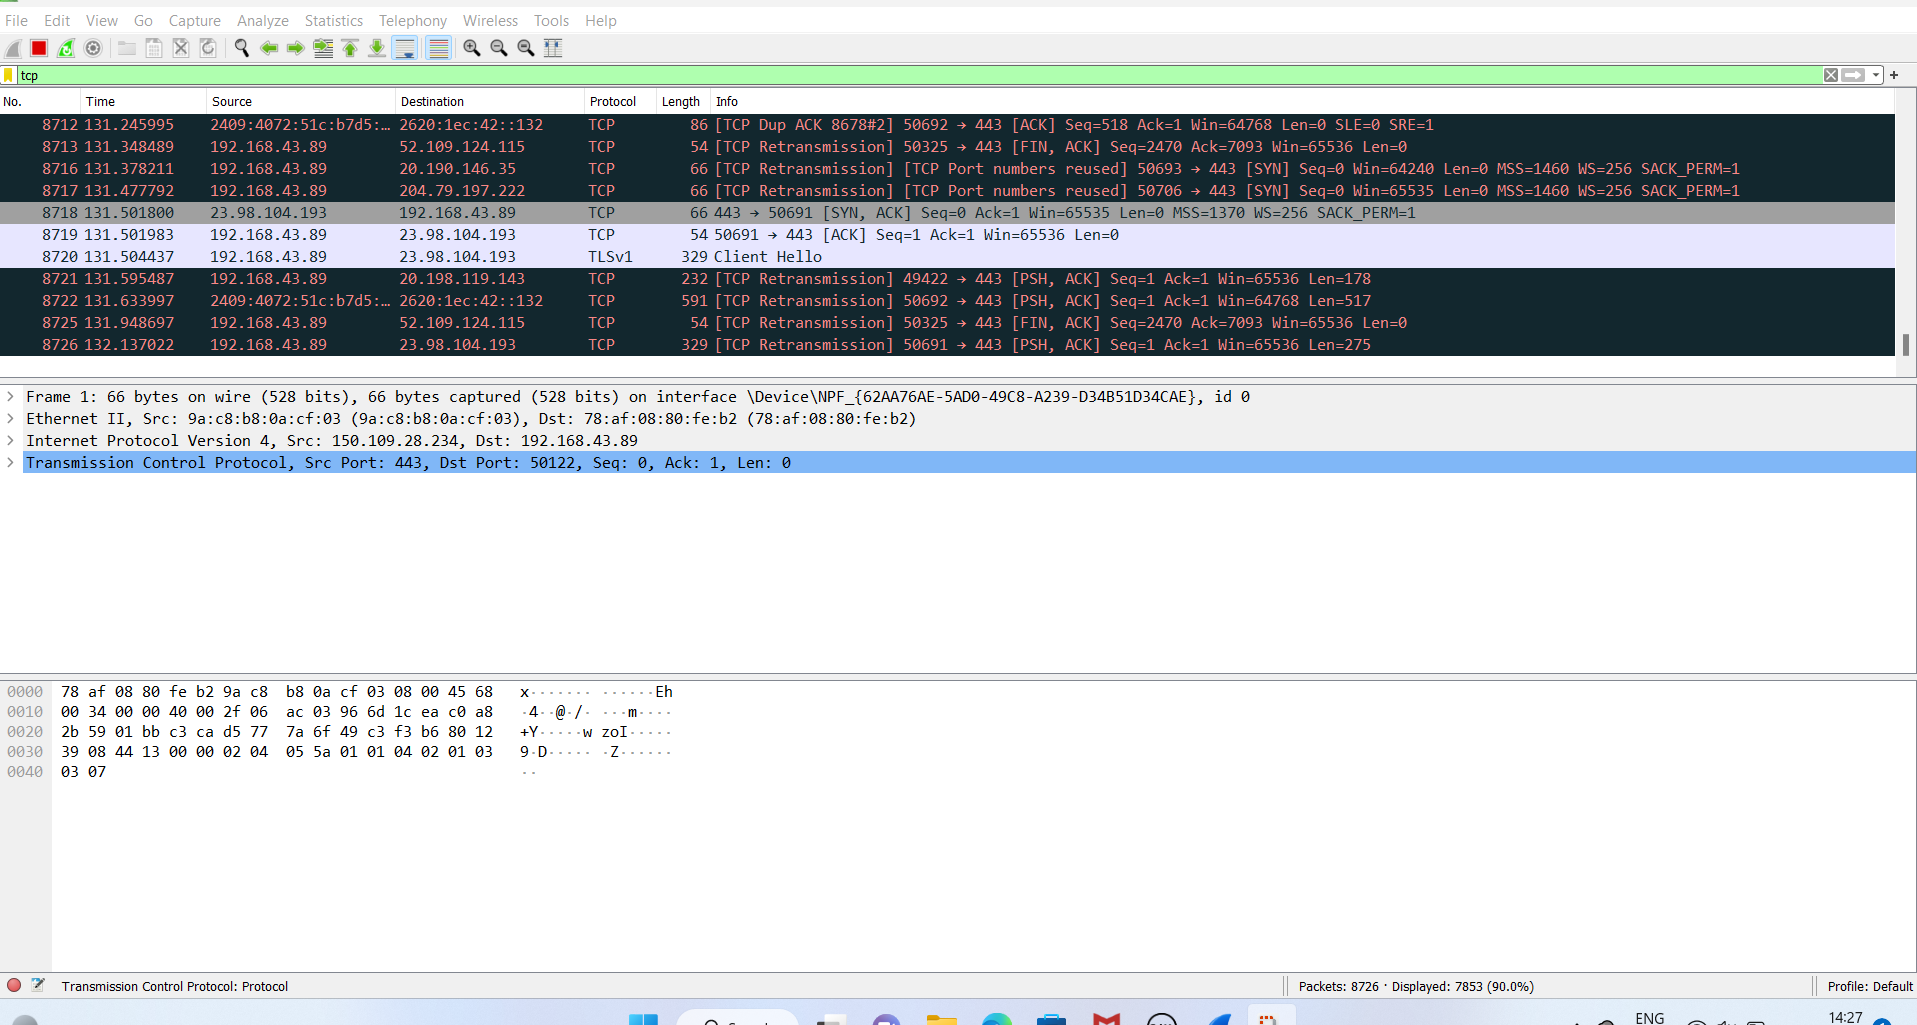 File Edit View Go Capture Analyze Statistics Telephony Wireless Tools Help
tcp
No. Time Source Destination Protocol Length Info
8712 131.245995 2409:4072:51c:b7d5:… 2620:1ec:42::132 TCP 86 [TCP Dup ACK 8678#2] 50692 → 443 [ACK] Seq=518 Ack=1 Win=64768 Len=0 SLE=0 SRE=1
8713 131.348489 192.168.43.89 52.109.124.115 TCP 54 [TCP Retransmission] 50325 → 443 [FIN, ACK] Seq=2470 Ack=7093 Win=65536 Len=0
8716 131.378211 192.168.43.89 20.190.146.35 TCP 66 [TCP Retransmission] [TCP Port numbers reused] 50693 → 443 [SYN] Seq=0 Win=64240 Len=0 MSS=1460 WS=256 SACK_PERM=1
8717 131.477792 192.168.43.89 204.79.197.222 TCP 66 [TCP Retransmission] [TCP Port numbers reused] 50706 → 443 [SYN] Seq=0 Win=65535 Len=0 MSS=1460 WS=256 SACK_PERM=1
8718 131.501800 23.98.104.193 192.168.43.89 TCP 66 443 → 50691 [SYN, ACK] Seq=0 Ack=1 Win=65535 Len=0 MSS=1370 WS=256 SACK_PERM=1
8719 131.501983 192.168.43.89 23.98.104.193 TCP 54 50691 → 443 [ACK] Seq=1 Ack=1 Win=65536 Len=0
8720 131.504437 192.168.43.89 23.98.104.193 TLSv1 329 Client Hello
8721 131.595487 192.168.43.89 20.198.119.143 TCP 232 [TCP Retransmission] 49422 → 443 [PSH, ACK] Seq=1 Ack=1 Win=65536 Len=178
8722 131.633997 2409:4072:51c:b7d5:… 2620:1ec:42::132 TCP 591 [TCP Retransmission] 50692 → 443 [PSH, ACK] Seq=1 Ack=1 Win=64768 Len=517
8725 131.948697 192.168.43.89 52.109.124.115 TCP 54 [TCP Retransmission] 50325 → 443 [FIN, ACK] Seq=2470 Ack=7093 Win=65536 Len=0
8726 132.137022 192.168.43.89 23.98.104.193 TCP 329 [TCP Retransmission] 50691 → 443 [PSH, ACK] Seq=1 Ack=1 Win=65536 Len=275
Frame 1: 66 bytes on wire (528 bits), 66 bytes captured (528 bits) on interface \Device\NPF_{62AA76AE-5AD0-49C8-A239-D34B51D34CAE}, id 0
Ethernet II, Src: 9a:c8:b8:0a:cf:03 (9a:c8:b8:0a:cf:03), Dst: 78:af:08:80:fe:b2 (78:af:08:80:fe:b2)
Internet Protocol Version 4, Src: 150.109.28.234, Dst: 192.168.43.89
Transmission Control Protocol, Src Port: 443, Dst Port: 50122, Seq: 0, Ack: 1, Len: 0
0000 78 af 08 80 fe b2 9a c8 b8 0a cf 03 08 00 45 68 x······· ······Eh
0010 00 34 00 00 40 00 2f 06 ac 03 96 6d 1c ea c0 a8 ·4··@·/· ···m····
0020 2b 59 01 bb c3 ca d5 77 7a 6f 49 c3 f3 b6 80 12 +Y·····w zoI·····
0030 39 08 44 13 00 00 02 04 05 5a 01 01 04 02 01 03 9·D····· ·Z······
0040 03 07 ··
Transmission Control Protocol: Protocol Packets: 8726 · Displayed: 7853 (90.0%) Profile: Default
ENG 14:27